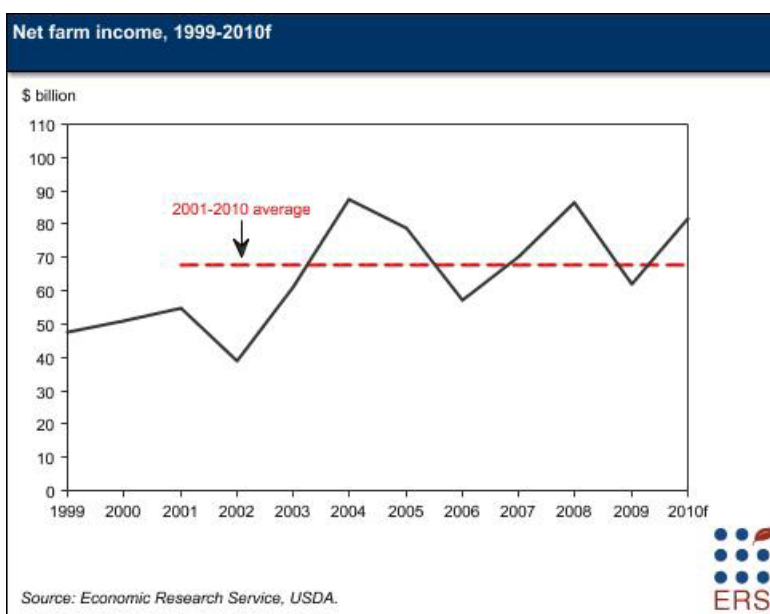 Net farm income, 1999-2010f
$ billion
110
100
90
80
70
60
50
40
30
20
10
0
2001-2010 average
1999 2000 2001 2002 2003 2004 2005 2006 2007 2008 2009 2010f
Source: Economic Research Service, USDA.
ERS